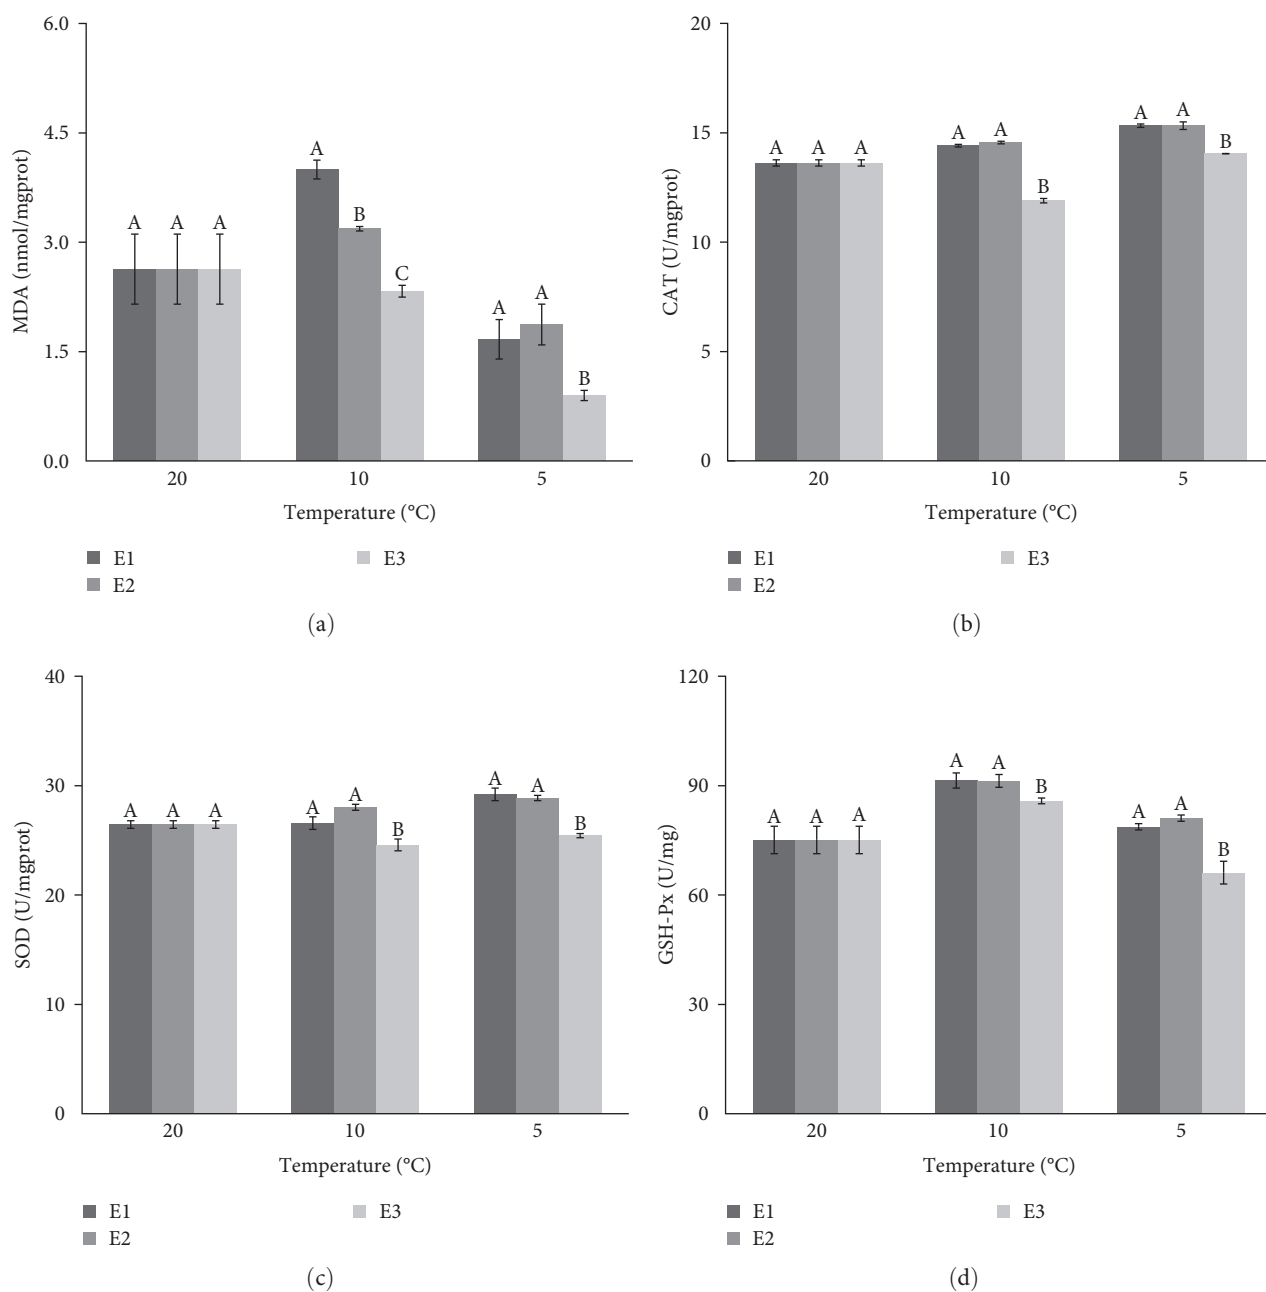 6.0
4.5
3.0
1.5
0.0
MDA (nmol/mgprot)
A A A
A
B
C
A
A
B
20 10 5
Temperature (°C)
E1 E3
E2
(a)
20
15
10
5
0
CAT (U/mgprot)
A A A
A A
B
A A
B
20 10 5
Temperature (°C)
E1 E3
E2
(b)
40
30
20
10
0
SOD (U/mgprot)
A A A
A
A
B
A A
B
20 10 5
Temperature (°C)
E1 E3
E2
(c)
120
90
60
30
0
GSH-Px (U/mg)
A A A
A A
B
A A
B
20 10 5
Temperature (°C)
E1 E3
E2
(d)